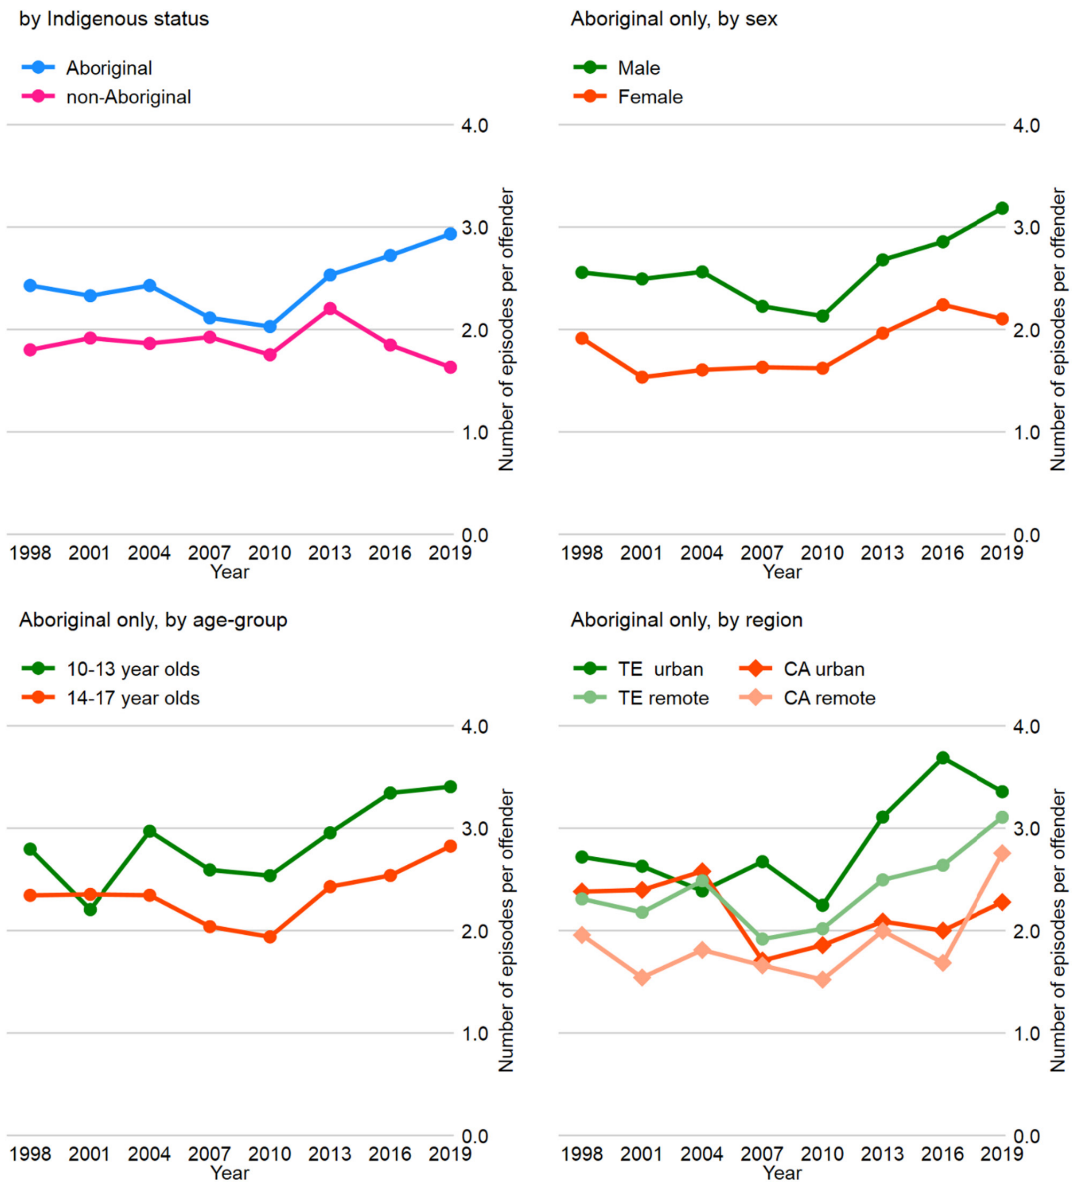 by Indigenous status
Aboriginal
non-Aboriginal
4.0
3.0
2.0
1.0
0.0
Number of episodes per offender
1998 2001 2004 2007 2010 2013 2016 2019
Year
Aboriginal only, by sex
Male
Female
4.0
3.0
2.0
1.0
0.0
Number of episodes per offender
1998 2001 2004 2007 2010 2013 2016 2019
Year
Aboriginal only, by age-group
10-13 year olds
14-17 year olds
4.0
3.0
2.0
1.0
0.0
Number of episodes per offender
1998 2001 2004 2007 2010 2013 2016 2019
Year
Aboriginal only, by region
TE urban CA urban
TE remote CA remote
4.0
3.0
2.0
1.0
0.0
Number of episodes per offender
1998 2001 2004 2007 2010 2013 2016 2019
Year